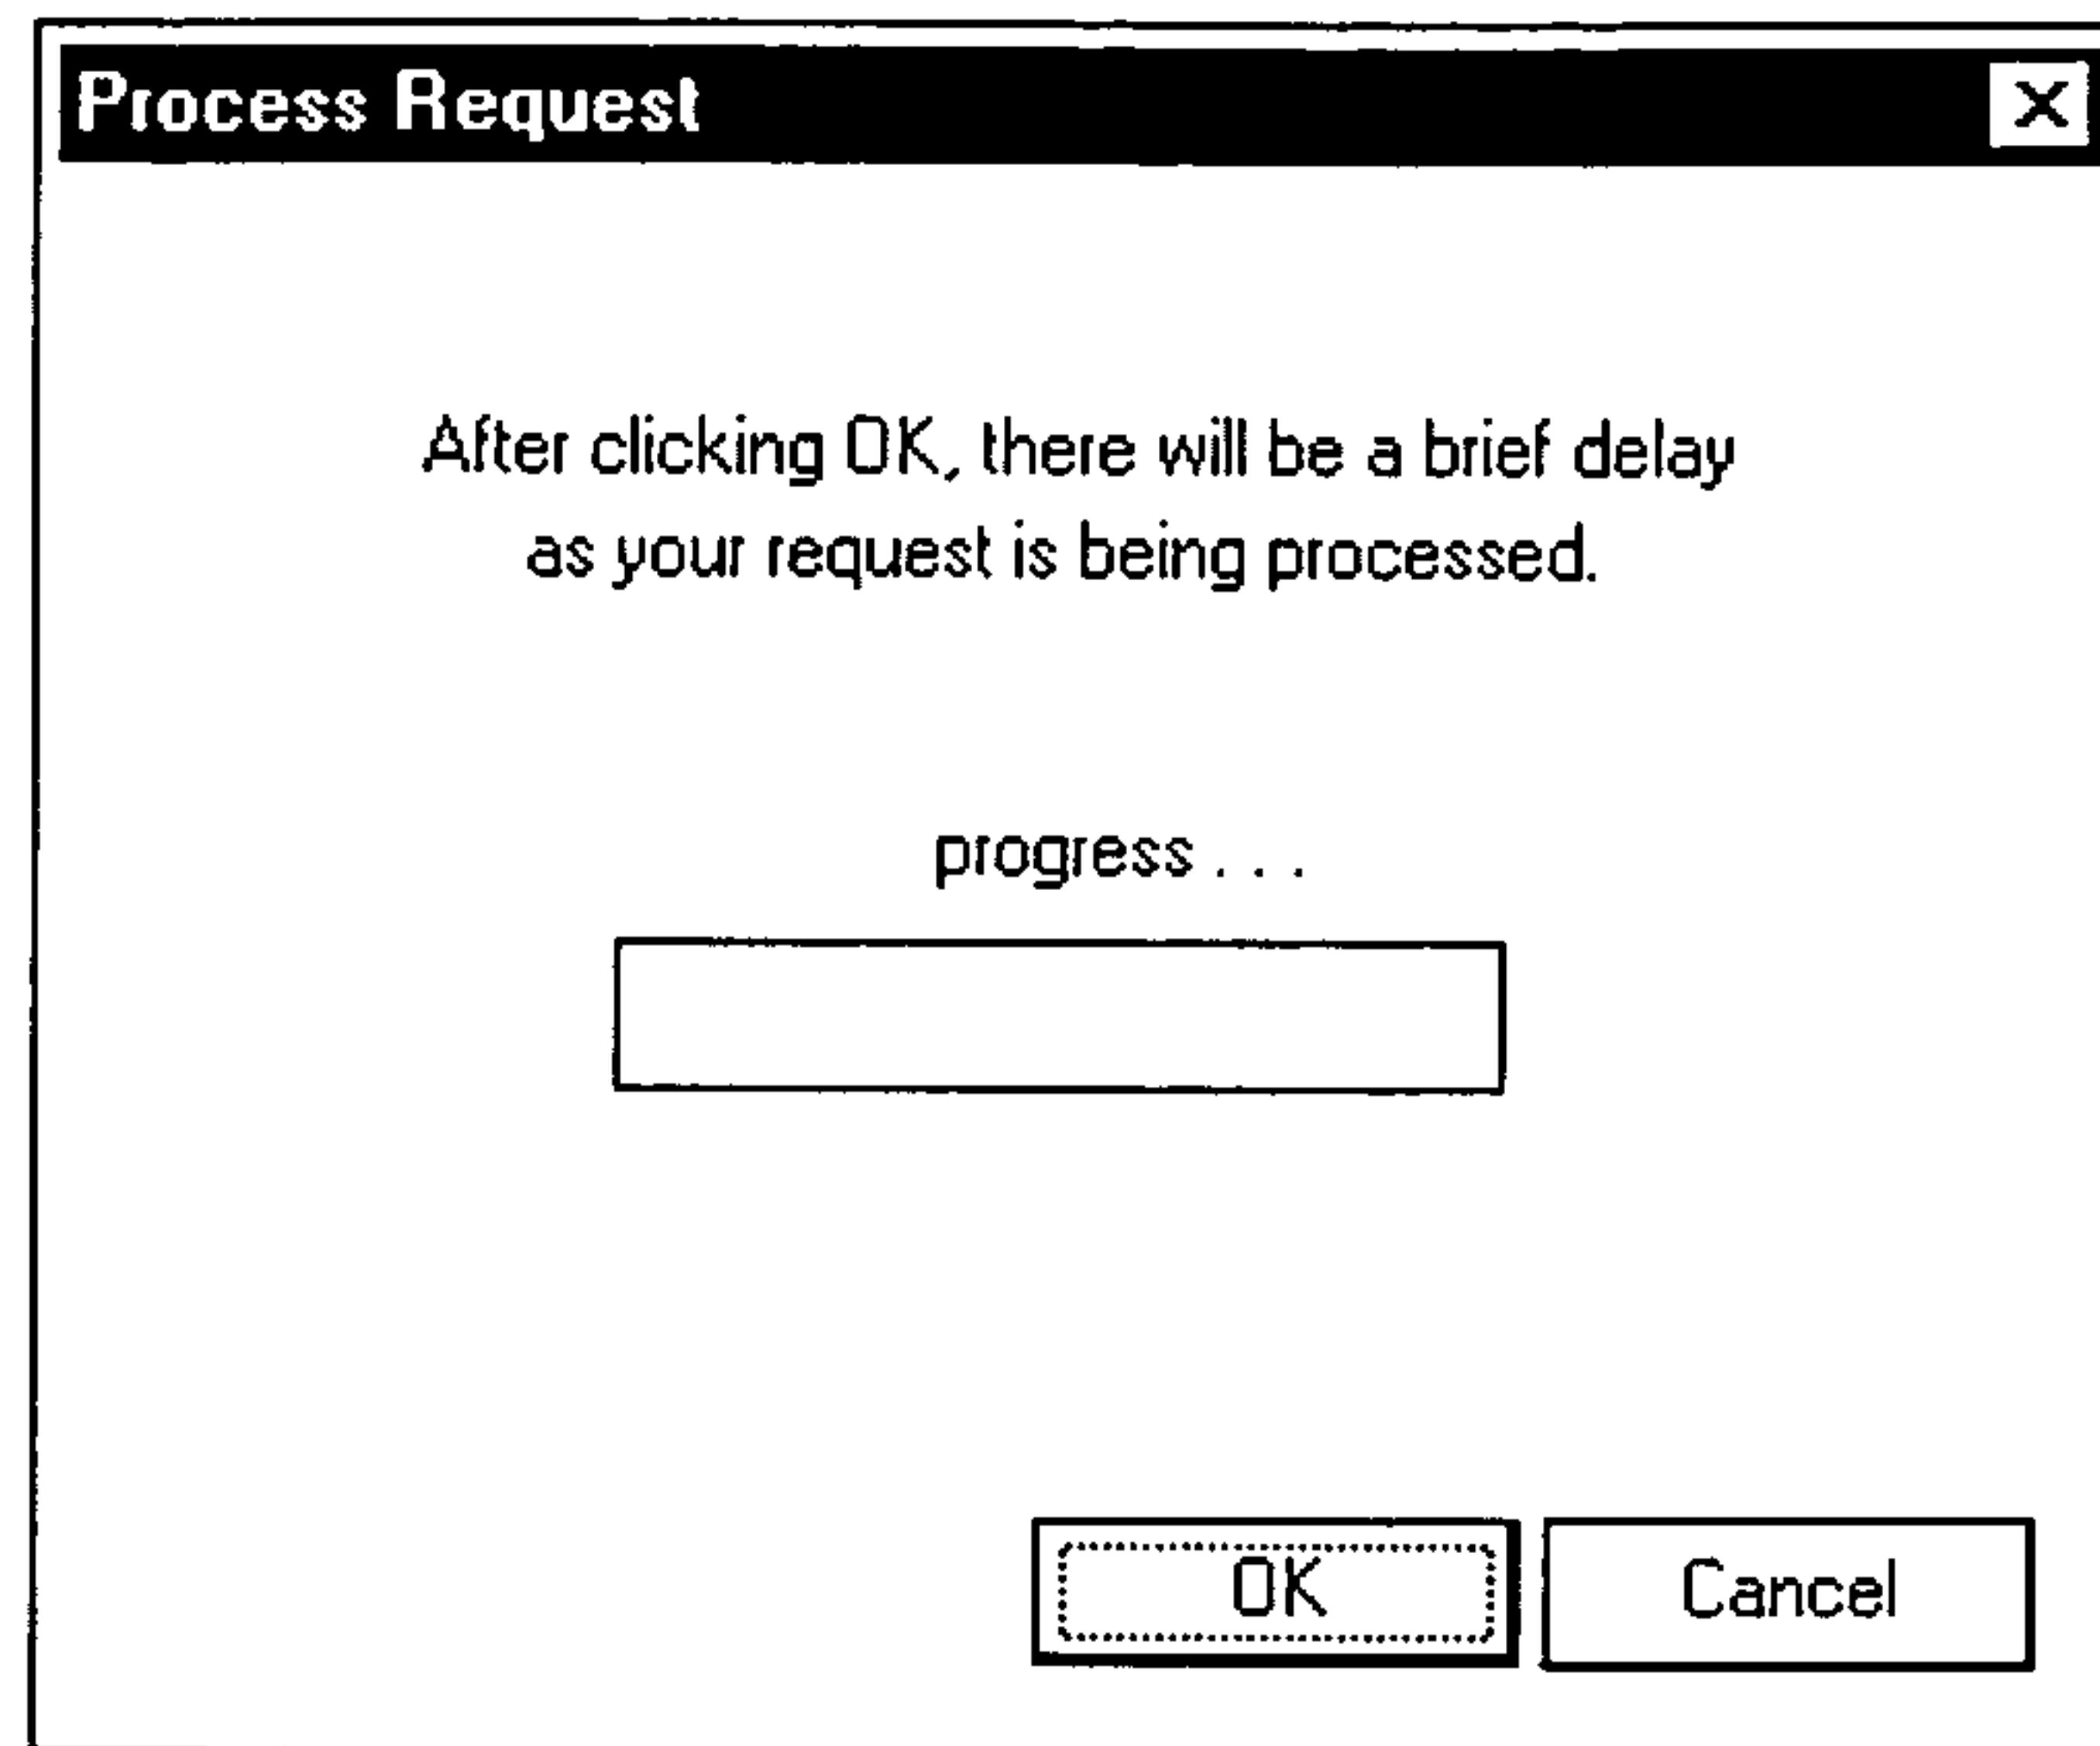 Process Request
After clicking OK, there will be a brief delay
as your request is being processed.
progress . . .
OK
Cancel